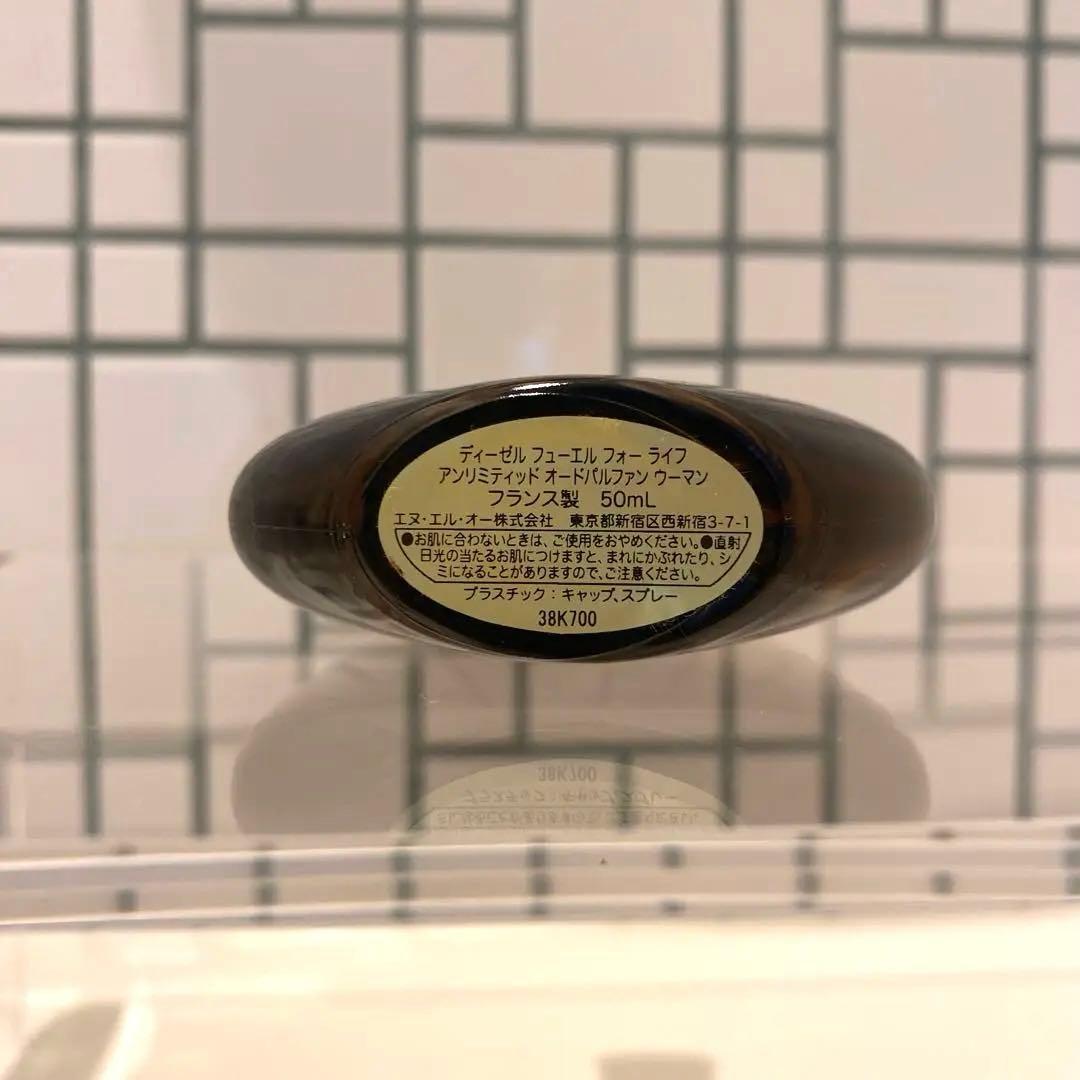 ディーゼル フューエル フォー ライフ
アンリミティッド オードパルファン ウーマン
フランス製 50mL
エヌ・エル・オー株式会社 東京都新宿区西新宿3-7-1
●お肌に合わないときは、ご使用をおやめください。●直射
日光の当たるお肌につけますと、まれにかぶれたり、シ
ミになることがありますので、ご注意ください。
プラスチック：キャップ、スプレー
38K700